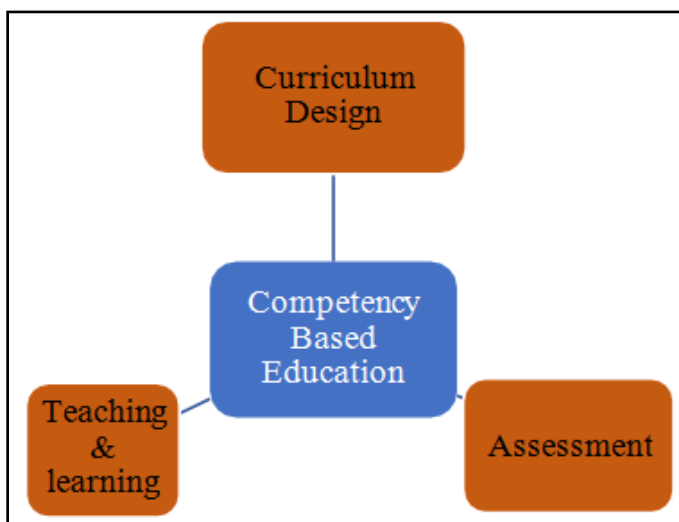 Curriculum
Design
Competency
Based
Education
Teaching
&
learning
Assessment